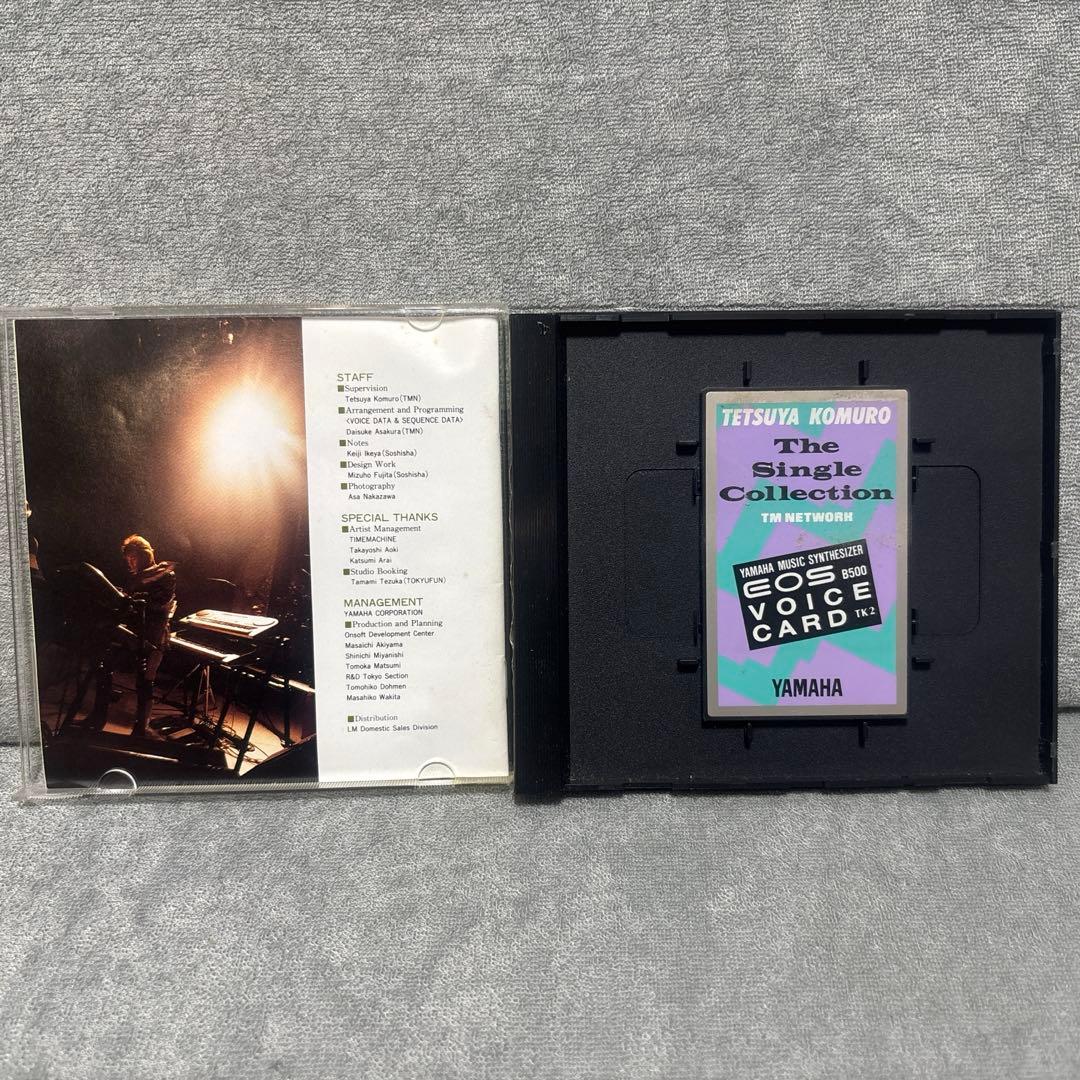 STAFF
■Supervision
Tetsuya Komuro(TMN)
■Arrangement and Programming
<VOICE DATA & SEQUENCE DATA>
Daisuke Asakura(TMN)
■Notes
Keiji Ikeya(Soshisha)
■Design Work
Mizuho Fujita(Soshisha)
■Photography
Asa Nakazawa
SPECIAL THANKS
■Artist Management
TIMEMACHINE
Takayoshi Aoki
Katsumi Arai
■Studio Booking
Tamami Tezuka(TOKYUFUN)
MANAGEMENT
YAMAHA CORPORATION
■Production and Planning
Onsoft Development Center
Masaichi Akiyama
Shinichi Miyanishi
Tomoka Matsumi
R&D Tokyo Section
Tomohiko Dohmen
Masahiko Wakita
■Distribution
LM Domestic Sales Division
TETSUYA KOMURO
The
Single
Collection
TM NETWORK
YAMAHA MUSIC SYNTHESIZER
EOS B500
VOICE
CARD TK2
YAMAHA